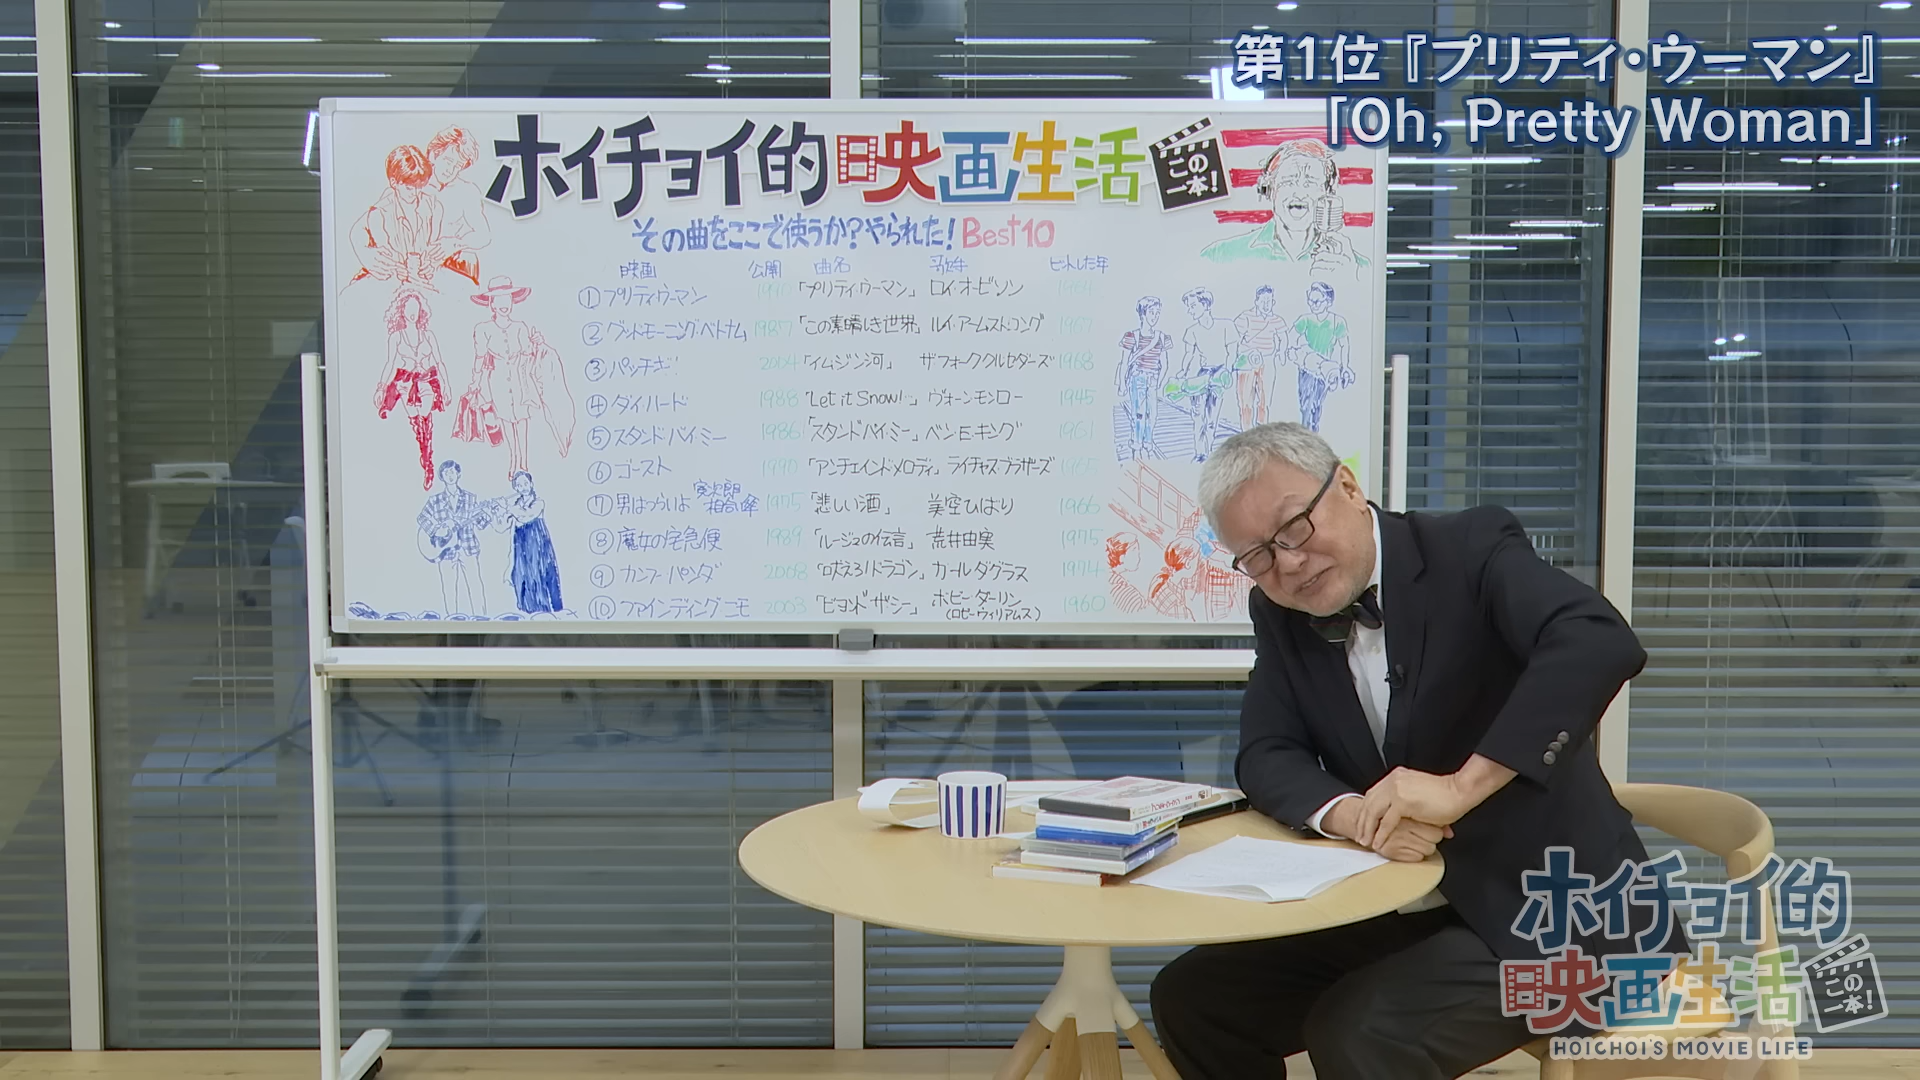 第1位『プリティ・ウーマン』
「Oh, Pretty Woman」
ホイチョイ的映画生活 この一本!
その曲をここで使うか?やられた! Best10
映画 公開 曲名 歌手 ヒットした年
①プリティ・ウーマン 1990「プリティ・ウーマン」ロイ・オービソン
②グッドモーニング・ベトナム 1987「この素晴しき世界」ルイ・アームストロング 1967
③パッチギ! 2004「イムジン河」 ザ・フォーク・クルセダーズ 1968
④ダイ・ハード 1988「Let it Snow!…」ヴォーン・モンロー 1945
⑤スタンド・バイ・ミー 1986「スタンド・バイ・ミー」ベン・E・キング 1961
⑥ゴースト 1990「アンチェインド・メロディ」ライチャス・ブラザーズ 1965
⑦男はつらいよ 寅次郎相合い傘 1975「悲しい酒」 美空ひばり 1966
⑧魔女の宅急便 1989「ルージュの伝言」荒井由実 1975
⑨カンフー・パンダ 2008「吠えろ!ドラゴン」カール・ダグラス 1974
⑩ファインディング・ニモ 2003「ビヨンド・ザ・シー」ボビー・ダーリン(ロビー・ウィリアムス) 1960
ホイチョイ的
映画生活 この一本!
HOICHOI'S MOVIE LIFE